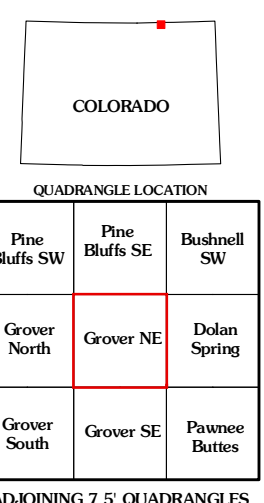 COLORADO
QUADRANGLE LOCATION
Pine
Bluffs SW
Pine
Bluffs SE
Bushnell
SW
Grover
North
Grover NE
Dolan
Spring
Grover
South
Grover SE
Pawnee
Buttes
ADJOINING 7.5' QUADRANGLES